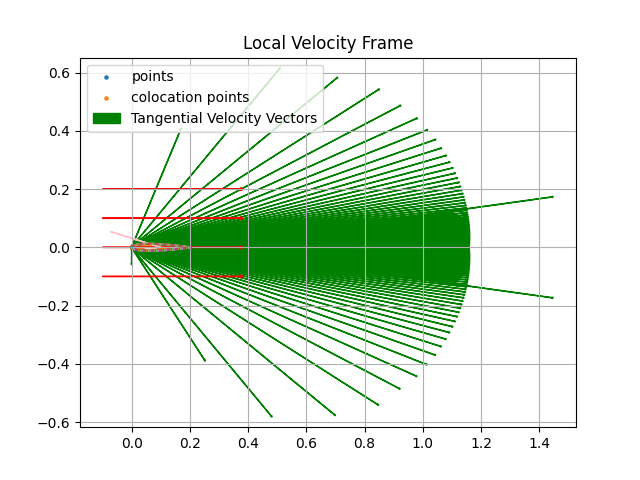 Local Velocity Frame
points
colocation points
Tangential Velocity Vectors
0.6
0.4
0.2
0.0
−0.2
−0.4
−0.6
0.0 0.2 0.4 0.6 0.8 1.0 1.2 1.4